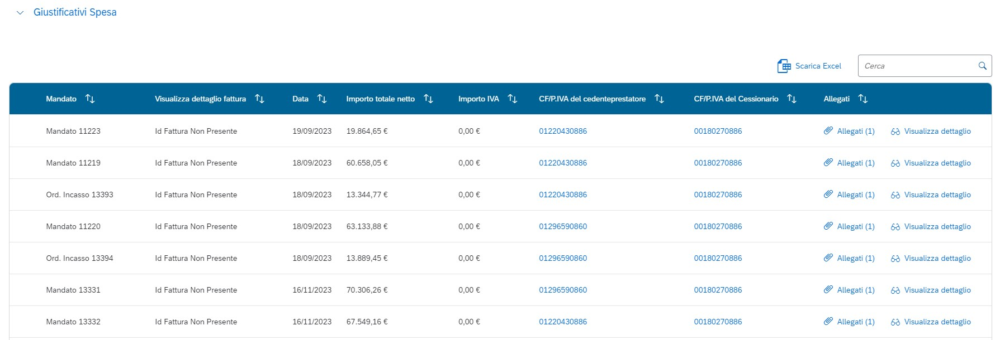 Giustificativi Spesa
Scarica Excel Cerca
Mandato Visualizza dettaglio fattura Data Importo totale netto Importo IVA CF/P.IVA del cedenteprestatore CF/P.IVA del Cessionario Allegati
Mandato 11223 Id Fattura Non Presente 19/09/2023 19.864,65 € 0,00 € 01220430886 00180270886 Allegati (1) Visualizza dettaglio
Mandato 11219 Id Fattura Non Presente 18/09/2023 60.658,05 € 0,00 € 01220430886 00180270886 Allegati (1) Visualizza dettaglio
Ord. Incasso 13393 Id Fattura Non Presente 18/09/2023 13.344,77 € 0,00 € 01220430886 00180270886 Allegati (1) Visualizza dettaglio
Mandato 11220 Id Fattura Non Presente 18/09/2023 63.133,88 € 0,00 € 01296590860 00180270886 Allegati (1) Visualizza dettaglio
Ord. Incasso 13394 Id Fattura Non Presente 18/09/2023 13.889,45 € 0,00 € 01296590860 00180270886 Allegati (1) Visualizza dettaglio
Mandato 13331 Id Fattura Non Presente 16/11/2023 70.306,26 € 0,00 € 01296590860 00180270886 Allegati (1) Visualizza dettaglio
Mandato 13332 Id Fattura Non Presente 16/11/2023 67.549,16 € 0,00 € 01220430886 00180270886 Allegati (1) Visualizza dettaglio